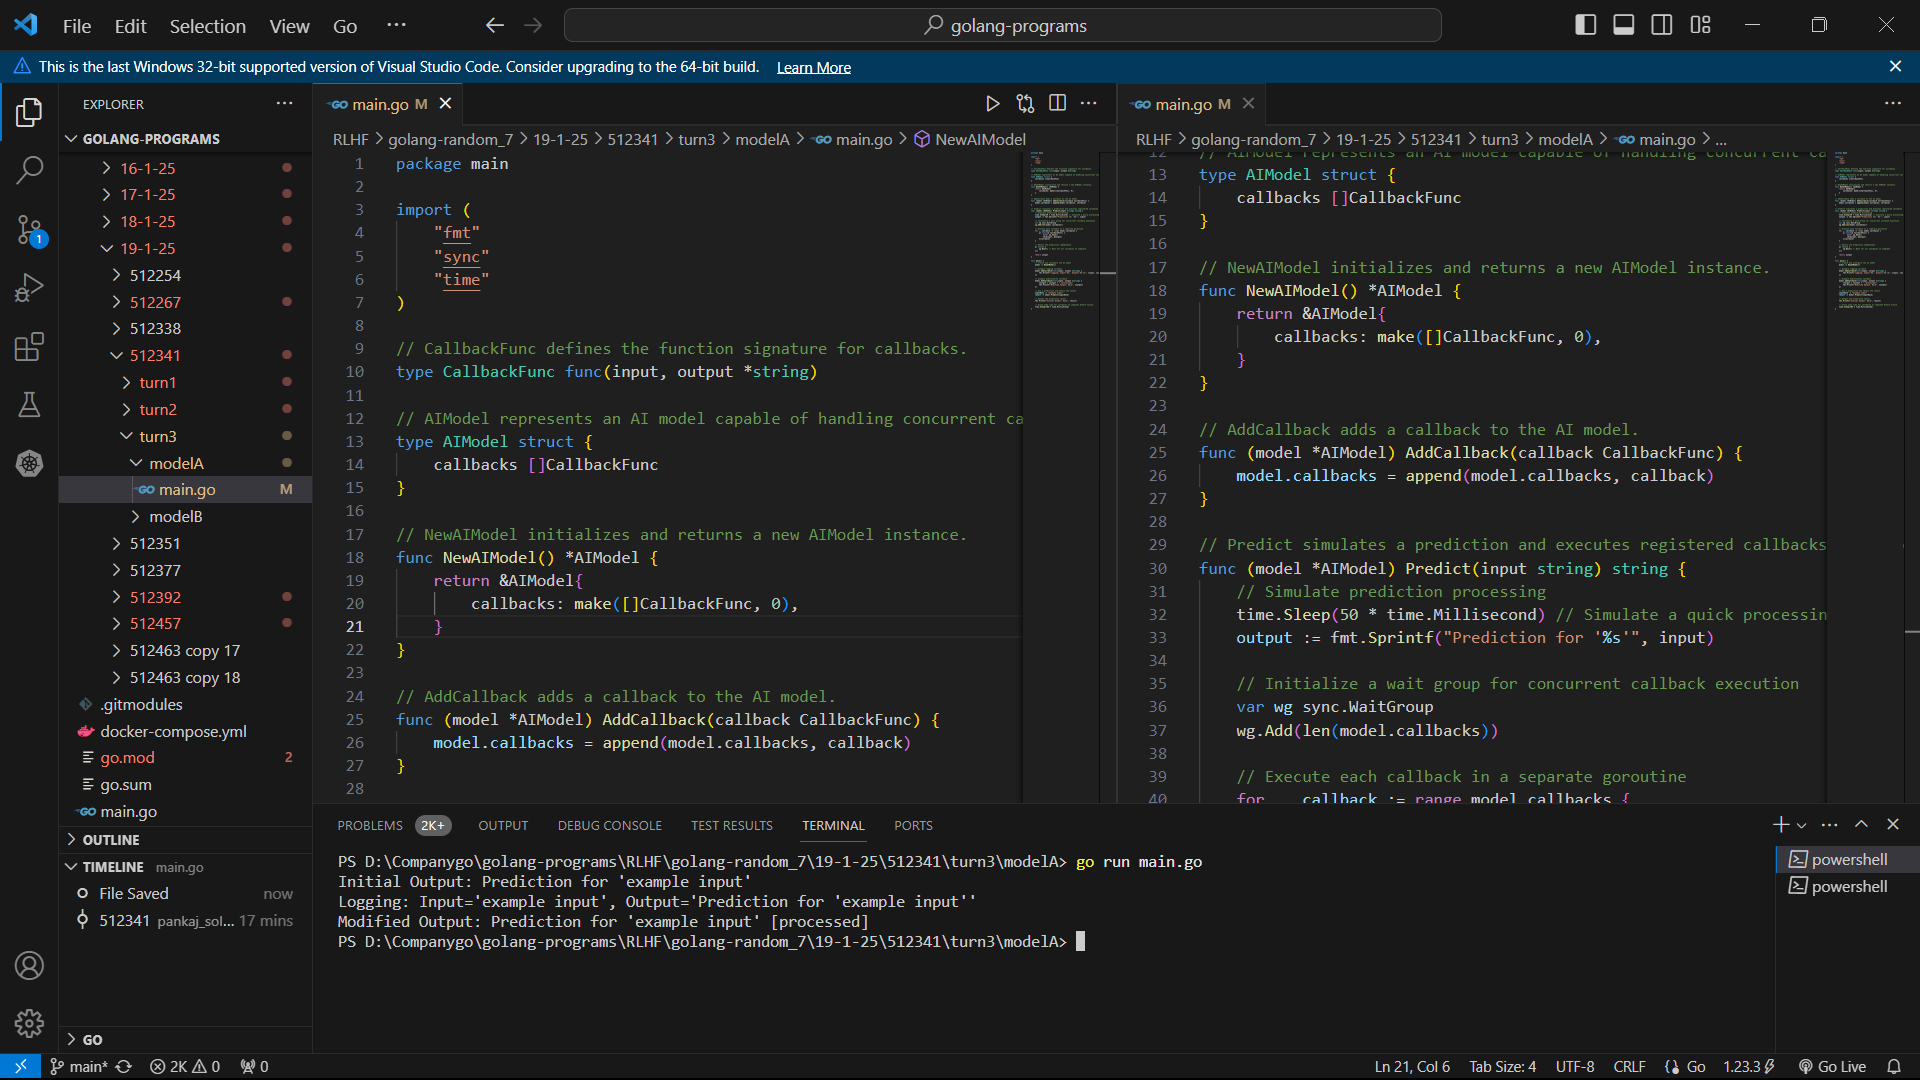 File Edit Selection View Go ··· golang-programs
This is the last Windows 32-bit supported version of Visual Studio Code. Consider upgrading to the 64-bit build. Learn More
EXPLORER
GOLANG-PROGRAMS
16-1-25
17-1-25
18-1-25
19-1-25
512254
512267
512338
512341
turn1
turn2
turn3
modelA
main.go M
modelB
512351
512377
512392
512457
512463 copy 17
512463 copy 18
.gitmodules
docker-compose.yml
go.mod 2
go.sum
main.go
OUTLINE
TIMELINE main.go
File Saved now
512341 pankaj_sol... 17 mins
GO
1
main.go M
RLHF > golang-random_7 > 19-1-25 > 512341 > turn3 > modelA > main.go > NewAIModel
1 package main
2
3 import (
4 "fmt"
5 "sync"
6 "time"
7 )
8
9 // CallbackFunc defines the function signature for callbacks.
10 type CallbackFunc func(input, output *string)
11
12 // AIModel represents an AI model capable of handling concurrent ca
13 type AIModel struct {
14 callbacks []CallbackFunc
15 }
16
17 // NewAIModel initializes and returns a new AIModel instance.
18 func NewAIModel() *AIModel {
19 return &AIModel{
20 callbacks: make([]CallbackFunc, 0),
21 }
22 }
23
24 // AddCallback adds a callback to the AI model.
25 func (model *AIModel) AddCallback(callback CallbackFunc) {
26 model.callbacks = append(model.callbacks, callback)
27 }
28
main.go M
RLHF > golang-random_7 > 19-1-25 > 512341 > turn3 > modelA > main.go > ...
12 // AIModel represents an AI model capable of handling concurrent ca
13 type AIModel struct {
14 callbacks []CallbackFunc
15 }
16
17 // NewAIModel initializes and returns a new AIModel instance.
18 func NewAIModel() *AIModel {
19 return &AIModel{
20 callbacks: make([]CallbackFunc, 0),
21 }
22 }
23
24 // AddCallback adds a callback to the AI model.
25 func (model *AIModel) AddCallback(callback CallbackFunc) {
26 model.callbacks = append(model.callbacks, callback)
27 }
28
29 // Predict simulates a prediction and executes registered callbacks
30 func (model *AIModel) Predict(input string) string {
31 // Simulate prediction processing
32 time.Sleep(50 * time.Millisecond) // Simulate a quick processin
33 output := fmt.Sprintf("Prediction for '%s'", input)
34
35 // Initialize a wait group for concurrent callback execution
36 var wg sync.WaitGroup
37 wg.Add(len(model.callbacks))
38
39 // Execute each callback in a separate goroutine
40 for _, callback := range model.callbacks {
PROBLEMS 2K+ OUTPUT DEBUG CONSOLE TEST RESULTS TERMINAL PORTS
PS D:\Companygo\golang-programs\RLHF\golang-random_7\19-1-25\512341\turn3\modelA> go run main.go
Initial Output: Prediction for 'example input'
Logging: Input='example input', Output='Prediction for 'example input''
Modified Output: Prediction for 'example input' [processed]
PS D:\Companygo\golang-programs\RLHF\golang-random_7\19-1-25\512341\turn3\modelA>
powershell
powershell
main* 2K 0 0 Ln 21, Col 6 Tab Size: 4 UTF-8 CRLF Go 1.23.3 Go Live